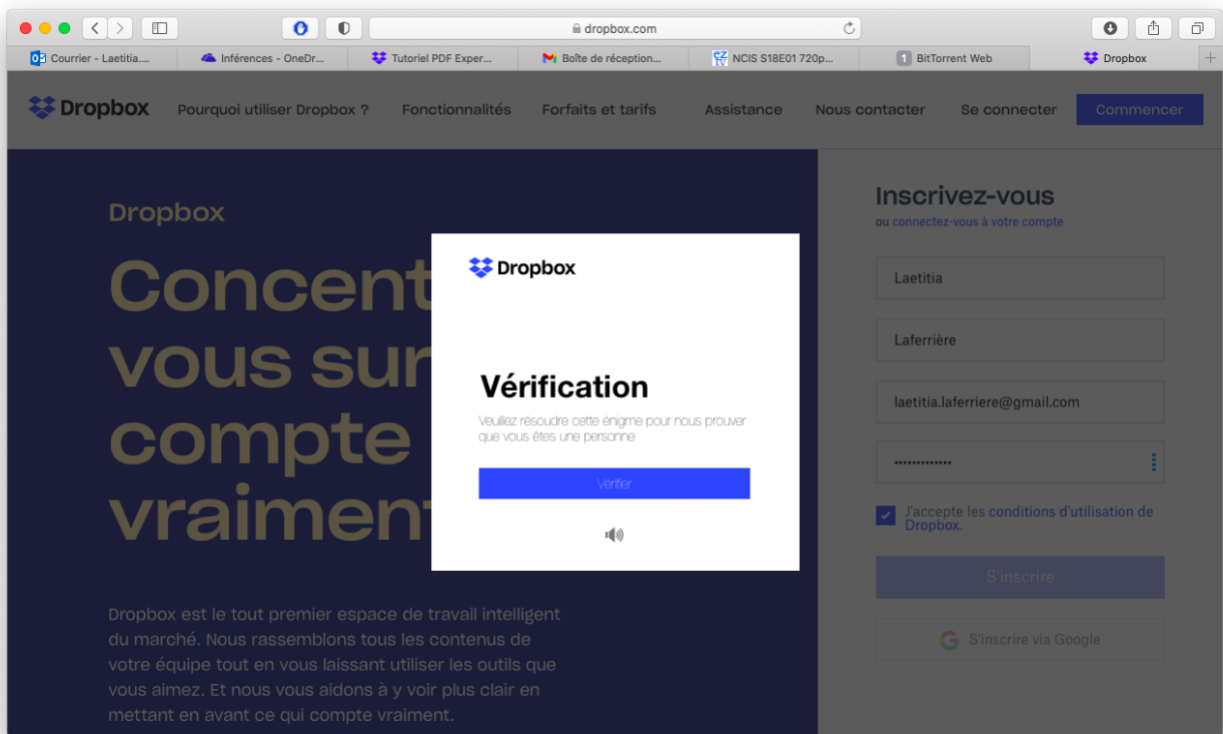 dropbox.com
Courrier - Laetitia....
Inférences - OneDr...
Tutoriel PDF Exper...
Boîte de réception...
NCIS S18E01 720p...
1 BitTorrent Web
Dropbox
Dropbox
Pourquoi utiliser Dropbox ?
Fonctionnalités
Forfaits et tarifs
Assistance
Nous contacter
Se connecter
Commencer
Dropbox
Concent
vous sur
compte
vraimen
Dropbox est le tout premier espace de travail intelligent
du marché. Nous rassemblons tous les contenus de
votre équipe tout en vous laissant utiliser les outils que
vous aimez. Et nous vous aidons à y voir plus clair en
mettant en avant ce qui compte vraiment.
Dropbox
Vérification
Veuillez résoudre cette énigme pour nous prouver
que vous êtes une personne
Vérifier
Inscrivez-vous
ou connectez-vous à votre compte
Laetitia
Laferrière
laetitia.laferriere@gmail.com
•••••••••••••
J'accepte les conditions d'utilisation de
Dropbox.
S'inscrire
S'inscrire via Google